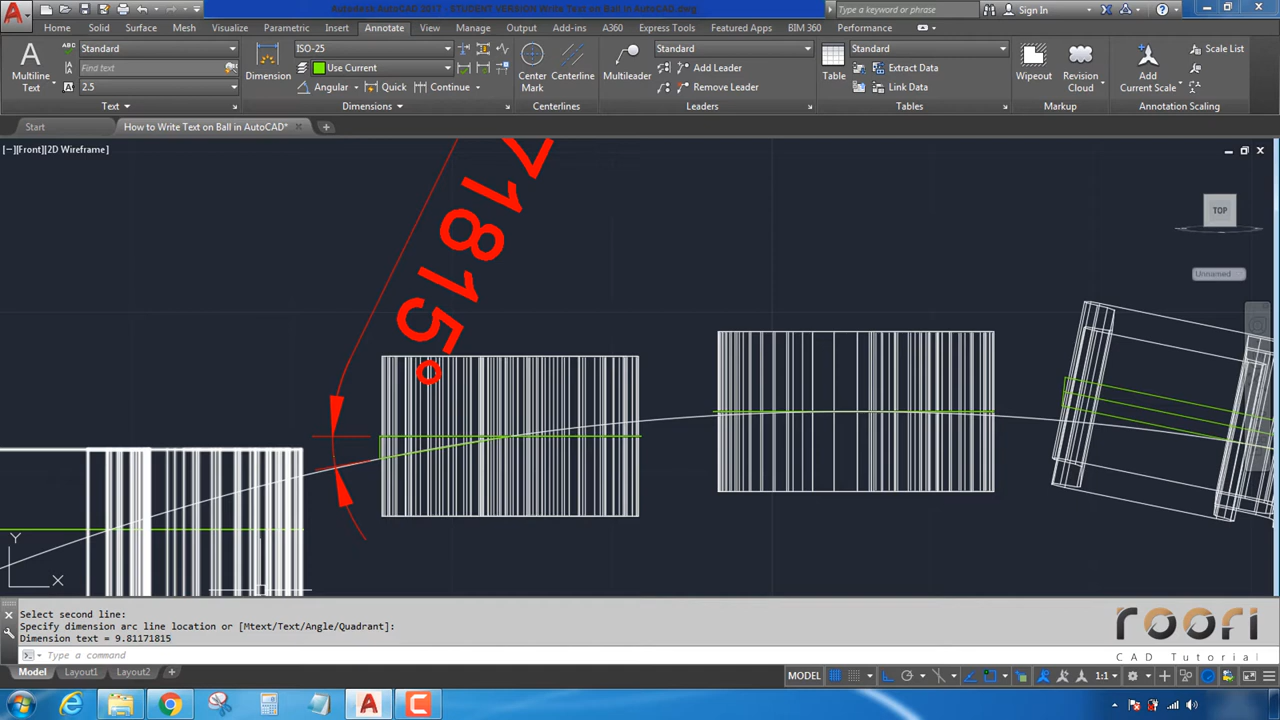 Autodesk AutoCAD 2017 - STUDENT VERSION Write Text on Ball in AutoCAD.dwg
Type a keyword or phrase
Sign In
Home Insert Solid Surface Mesh Visualize Parametric Insert Annotate View Manage Output Add-ins A360 Express Tools Featured Apps BIM 360 Performance
Multiline Text
ABC
Standard
Find text
2.5
Text
Dimension
ISO-25
Use Current
Angular
Quick
Continue
Dimensions
Center Mark
Centerline
Centerlines
Multileader
Standard
Add Leader
Remove Leader
Leaders
Table
Standard
Extract Data
Link Data
Tables
Wipeout
Revision Cloud
Markup
Add Current Scale
Scale List
Annotation Scaling
Start
How to Write Text on Ball in AutoCAD*
[−][Front][2D Wireframe]
71815°
TOP
Unnamed
Y
X
Select second line:
Specify dimension arc line location or [Mtext/Text/Angle/Quadrant]:
Dimension text = 9.81171815
Type a command
roofi
CAD Tutorial
Model Layout1 Layout2
MODEL
1:1